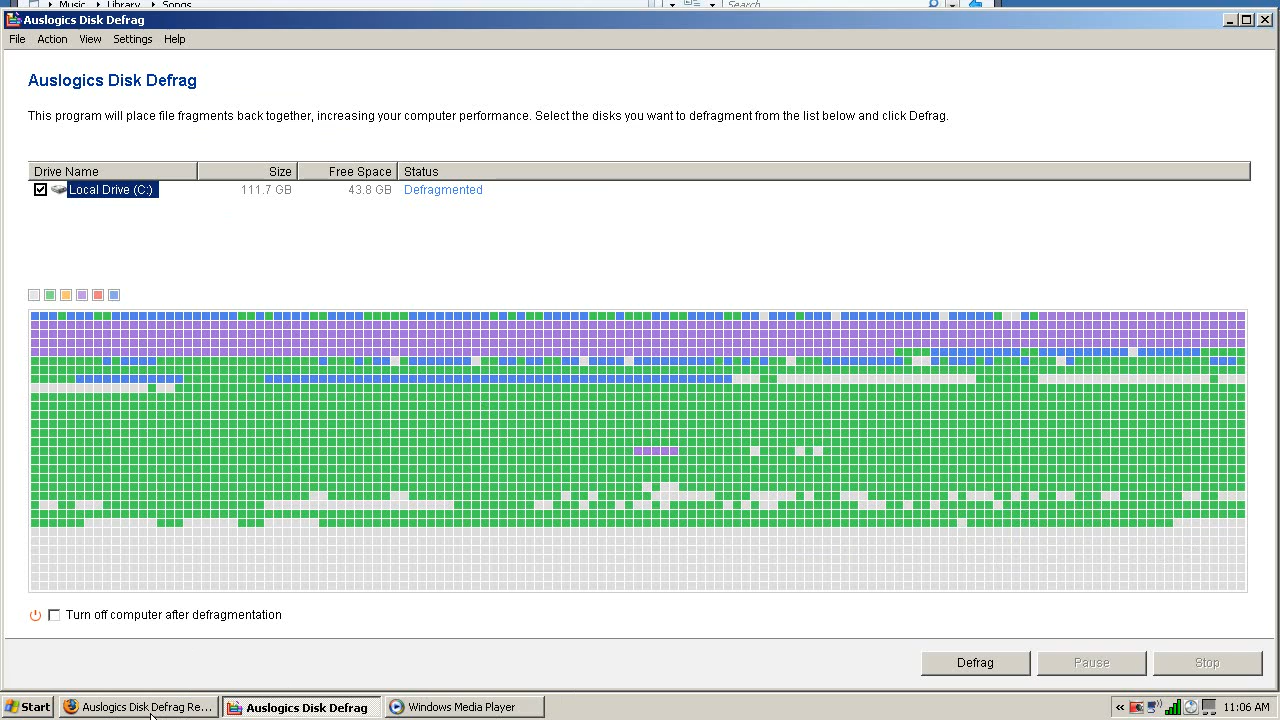 Music Library Songs Search
Auslogics Disk Defrag
File Action View Settings Help
Auslogics Disk Defrag
This program will place file fragments back together, increasing your computer performance. Select the disks you want to defragment from the list below and click Defrag.
Drive Name Size Free Space Status
Local Drive (C:) 111.7 GB 43.8 GB Defragmented
Turn off computer after defragmentation
Defrag Pause Stop
Start Auslogics Disk Defrag Re... Auslogics Disk Defrag Windows Media Player « 11:06 AM